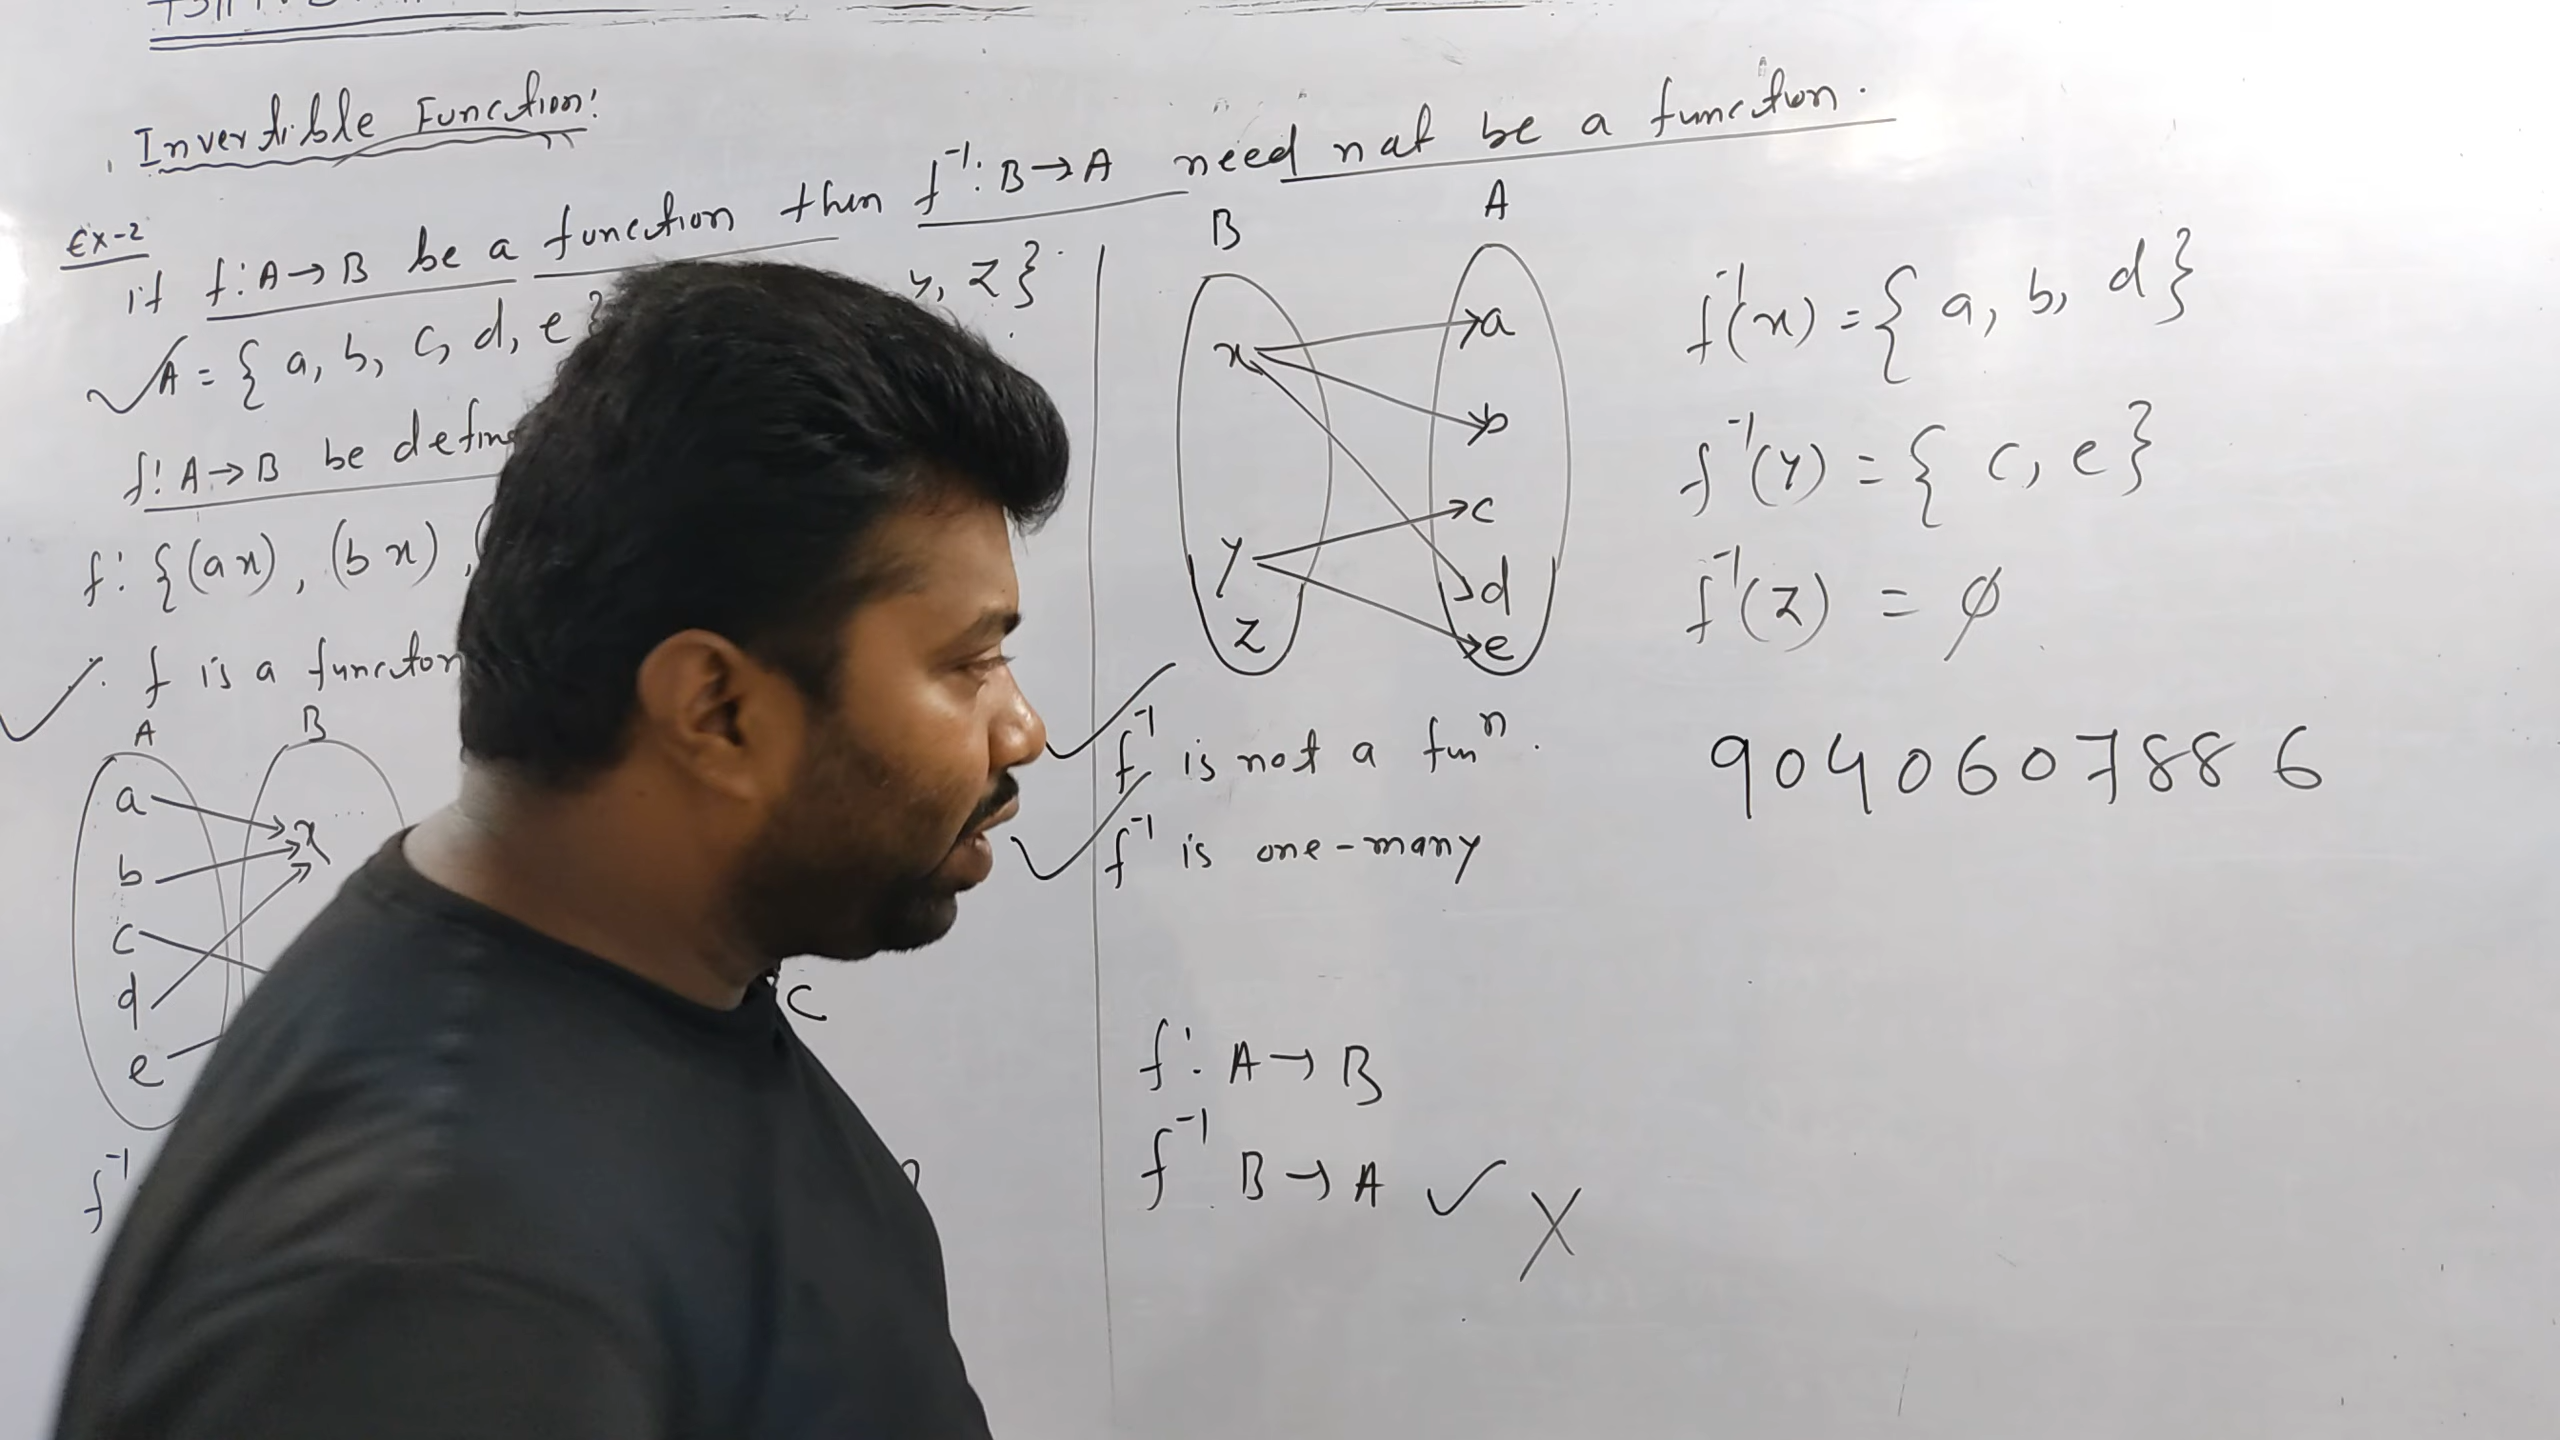 Invertible Function:
Ex-2
if f: A→B be a function then f⁻¹: B→A need not be a function.
A = { a, b, c, d, e } y, z }
f: A→B be defin
f: {(a x), (b x),
f is a function
A B
a
b
c
d
e
x
f⁻¹
C
B A
x
y
z
a
b
c
d
e
f⁻¹ is not a funⁿ.
f⁻¹ is one-many
f: A→B
f⁻¹ B→A ✓ X
f⁻¹(x) = { a, b, d }
f⁻¹(y) = { c, e }
f⁻¹(z) = ϕ
9040607886